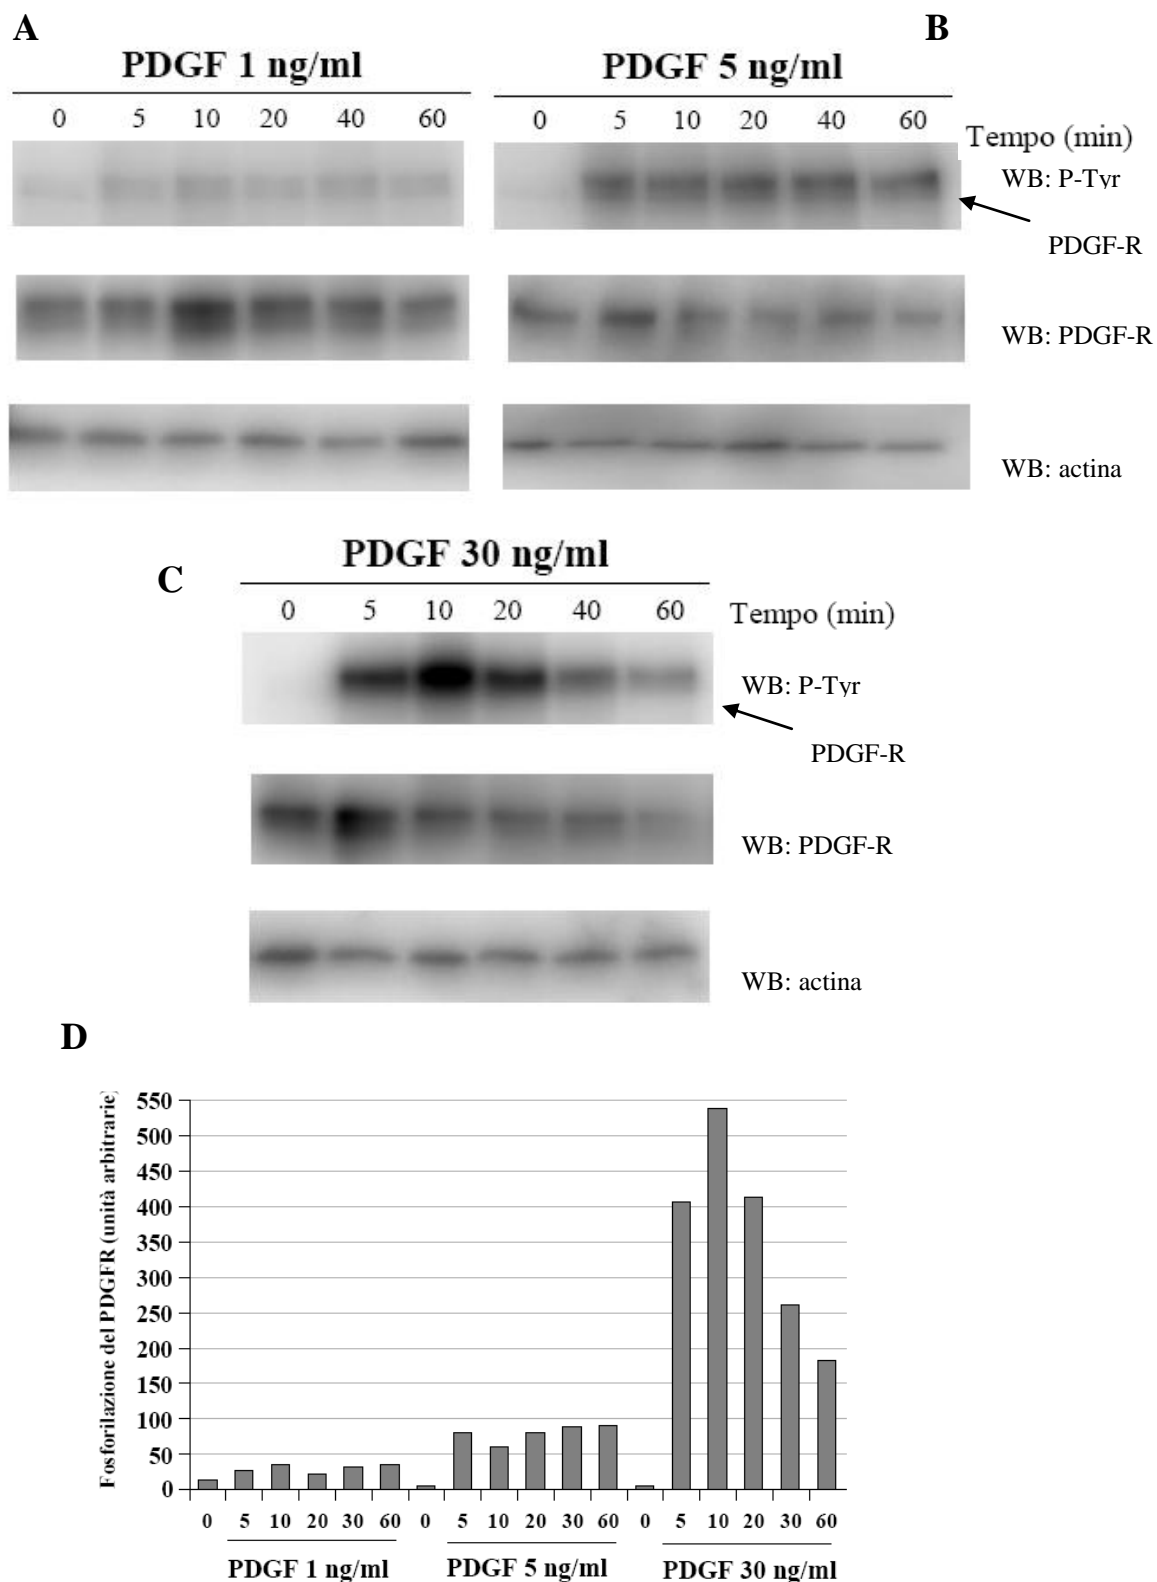 A
B
PDGF 1 ng/ml
PDGF 5 ng/ml
0 5 10 20 40 60
0 5 10 20 40 60
Tempo (min)
WB: P-Tyr
PDGF-R
WB: PDGF-R
WB: actina
C
PDGF 30 ng/ml
0 5 10 20 40 60
Tempo (min)
WB: P-Tyr
PDGF-R
WB: PDGF-R
WB: actina
D
Fosforilazione del PDGFR (unità arbitrarie)
550
500
450
400
350
300
250
200
150
100
50
0
0 5 10 20 30 60 0 5 10 20 30 60 0 5 10 20 30 60
PDGF 1 ng/ml
PDGF 5 ng/ml
PDGF 30 ng/ml